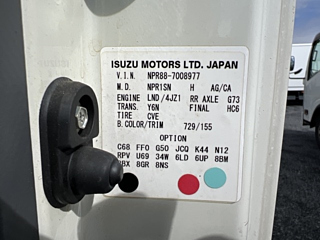 ISUZU MOTORS LTD. JAPAN
V.I.N. NPR88-7008977
M.D. NPR1SN H AG/CA
ENGINE LND/4JZ1 RR AXLE G73
TRANS. Y6N FINAL HC6
TIRE CVE
B.COLOR/TRIM 729/155
OPTION
C68 FF0 G50 JCQ K44 N12
RPV U69 34W 6LD 6UP 8BM
8GR 8NS